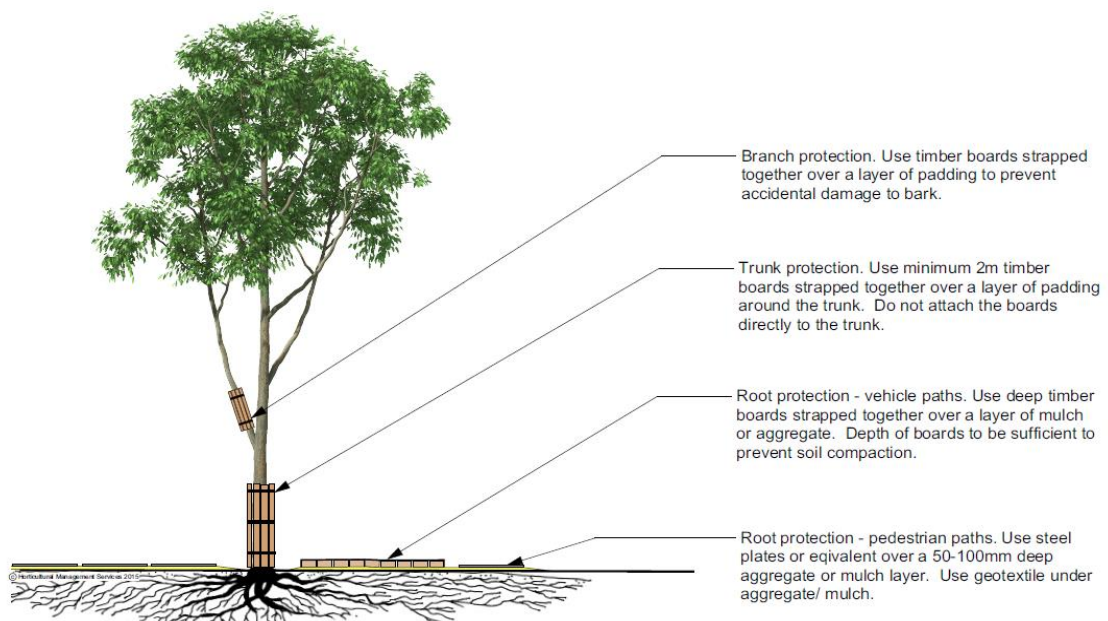 Branch protection. Use timber boards strapped
together over a layer of padding to prevent
accidental damage to bark.
Trunk protection. Use minimum 2m timber
boards strapped together over a layer of padding
around the trunk. Do not attach the boards
directly to the trunk.
Root protection - vehicle paths. Use deep timber
boards strapped together over a layer of mulch
or aggregate. Depth of boards to be sufficient to
prevent soil compaction.
Root protection - pedestrian paths. Use steel
plates or eqivalent over a 50-100mm deep
aggregate or mulch layer. Use geotextile under
aggregate/ mulch.
© Horticultural Management Services 2015